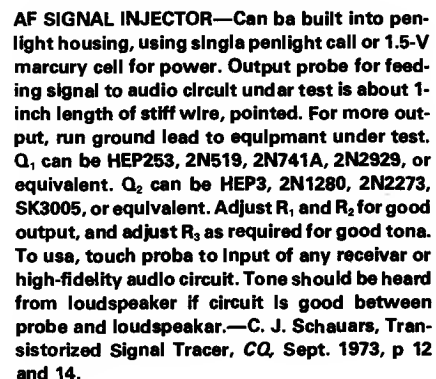 AF SIGNAL INJECTOR—Can ba built into pen-
light housing, using singla penlight call or 1.5-V
marcury cell for power. Output probe for feed-
ing signal to audio circuit undar test is about 1-
inch length of stiff wire, pointed. For more out-
put, run ground lead to equipmant under test.
Q₁ can be HEP253, 2N519, 2N741A, 2N2929, or
equivalent. Q₂ can be HEP3, 2N1280, 2N2273,
SK3005, or equivalent. Adjust R₁ and R₂ for good
output, and adjust R₃ as required for good tona.
To usa, touch proba to input of any receivar or
high-fidelity audio circuit. Tone should be heard
from loudspeaker if circuit is good between
probe and loudspeakar.—C. J. Schauars, Tran-
sistorized Signal Tracer, CQ, Sept. 1973, p 12
and 14.